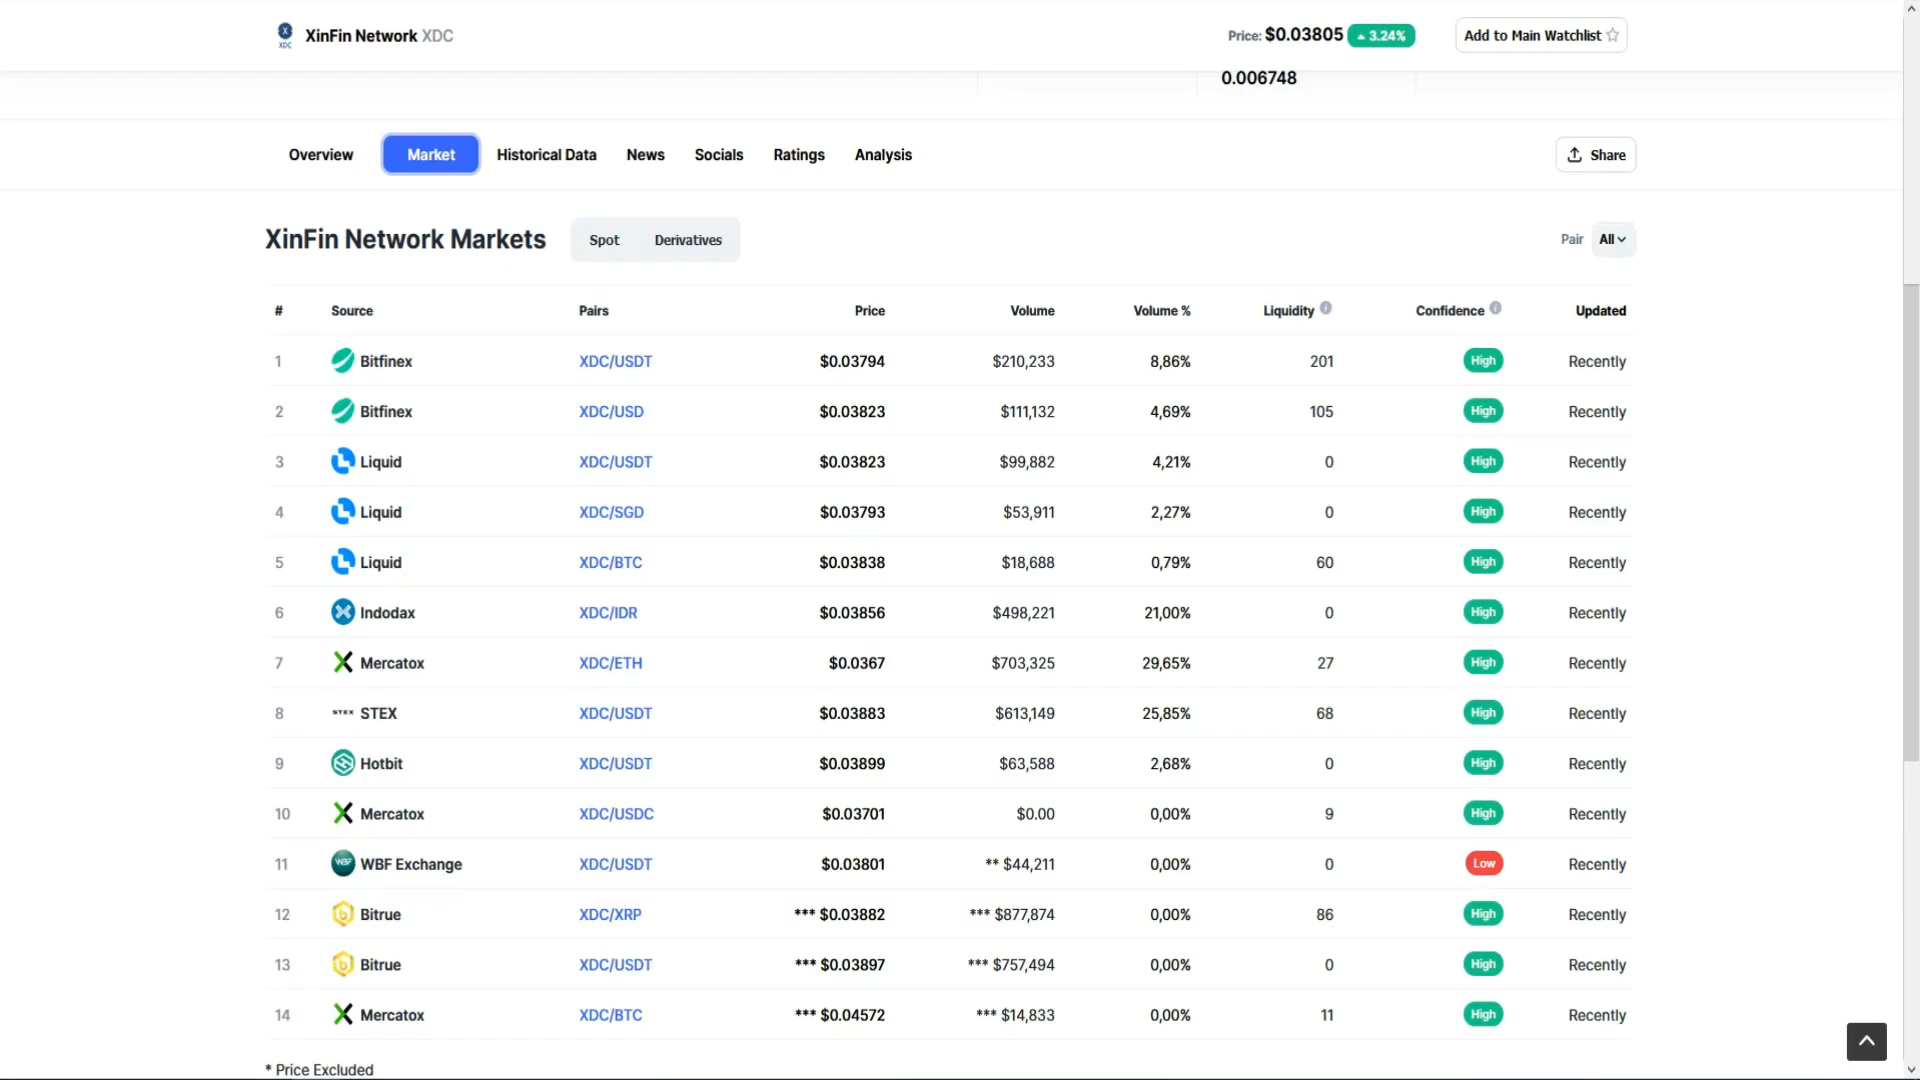 XinFin Network XDC
XDC
Price: $0.03805 3.24%
Add to Main Watchlist
0.006748
Overview Market Historical Data News Socials Ratings Analysis
Share
XinFin Network Markets
Spot Derivatives
Pair All
# Source Pairs Price Volume Volume % Liquidity Confidence Updated
1 Bitfinex XDC/USDT $0.03794 $210,233 8,86% 201 High Recently
2 Bitfinex XDC/USD $0.03823 $111,132 4,69% 105 High Recently
3 Liquid XDC/USDT $0.03823 $99,882 4,21% 0 High Recently
4 Liquid XDC/SGD $0.03793 $53,911 2,27% 0 High Recently
5 Liquid XDC/BTC $0.03838 $18,688 0,79% 60 High Recently
6 Indodax XDC/IDR $0.03856 $498,221 21,00% 0 High Recently
7 Mercatox XDC/ETH $0.0367 $703,325 29,65% 27 High Recently
8 STEX STEX XDC/USDT $0.03883 $613,149 25,85% 68 High Recently
9 Hotbit XDC/USDT $0.03899 $63,588 2,68% 0 High Recently
10 Mercatox XDC/USDC $0.03701 $0.00 0,00% 9 High Recently
11 WBF WBF Exchange XDC/USDT $0.03801 ** $44,211 0,00% 0 Low Recently
12 Bitrue XDC/XRP *** $0.03882 *** $877,874 0,00% 86 High Recently
13 Bitrue XDC/USDT *** $0.03897 *** $757,494 0,00% 0 High Recently
14 Mercatox XDC/BTC *** $0.04572 *** $14,833 0,00% 11 High Recently
* Price Excluded